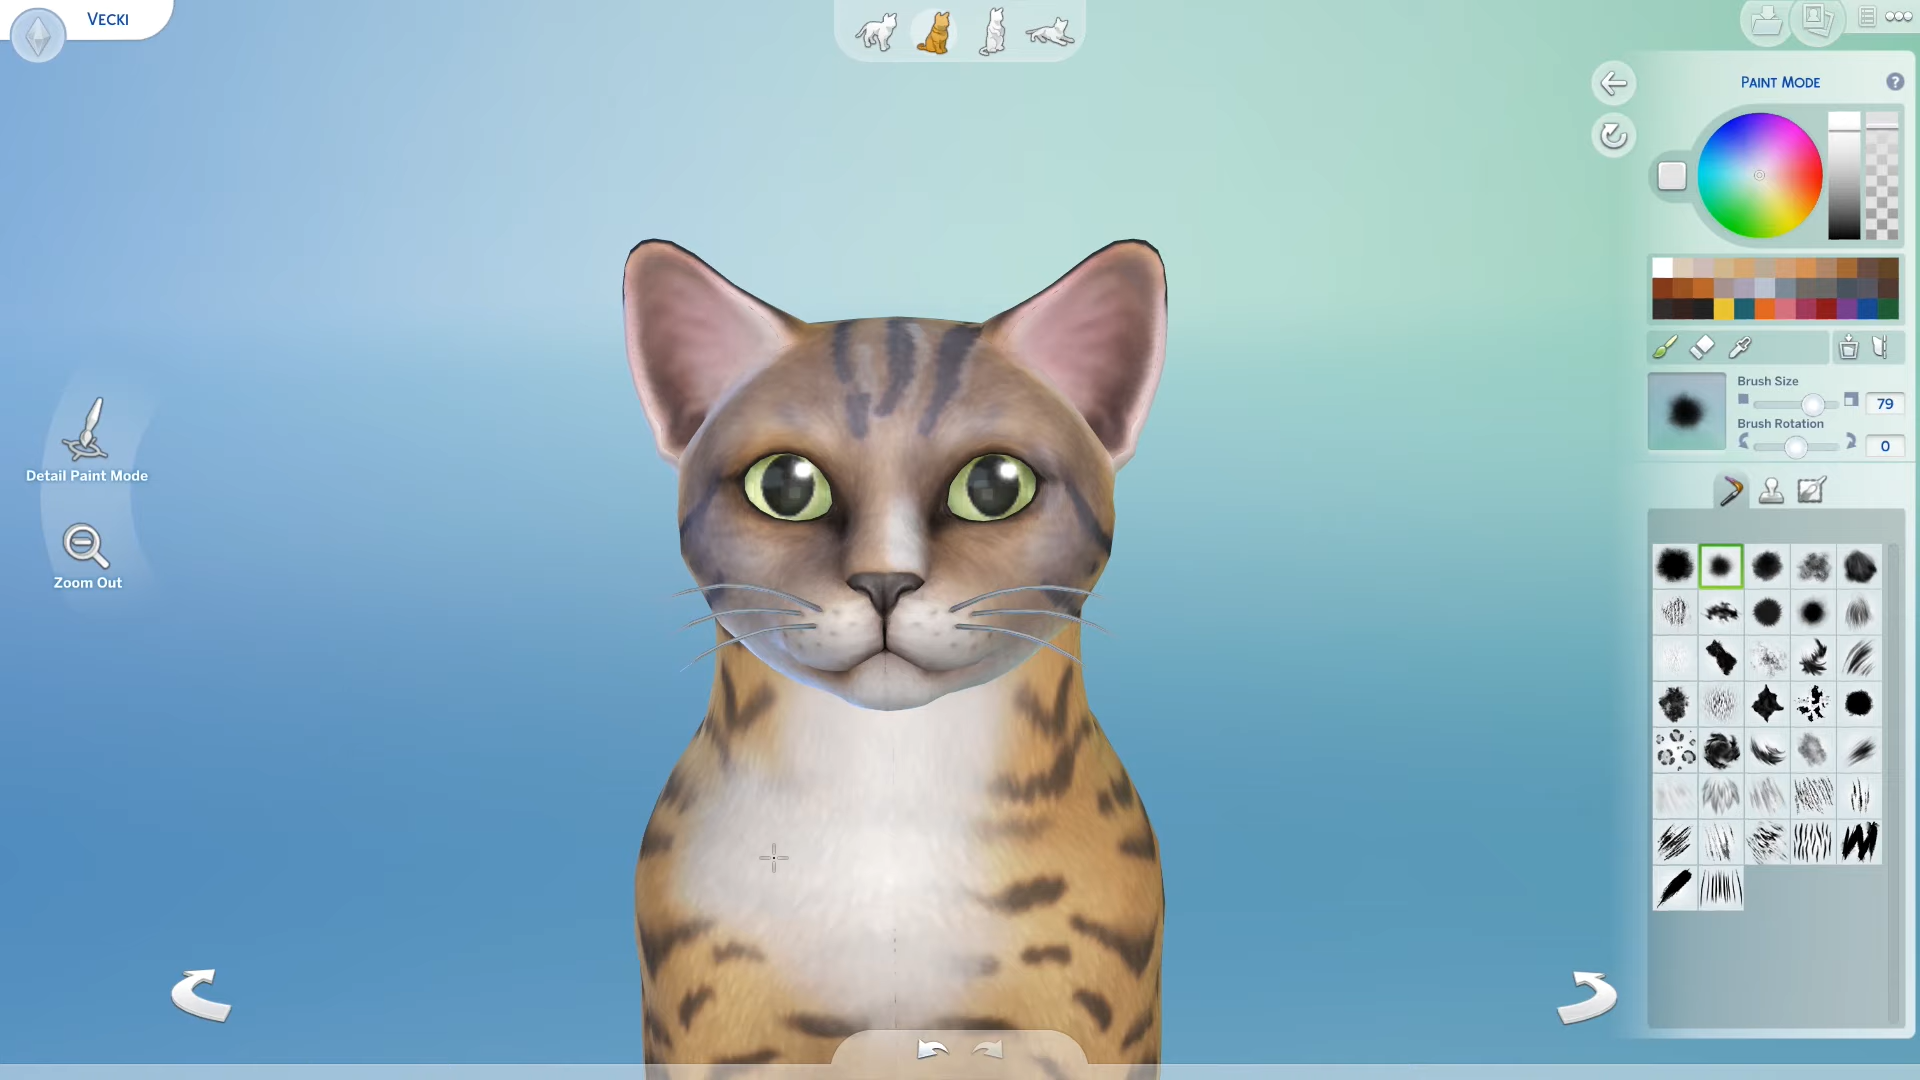 VECKI
PAINT MODE
?
Brush Size
79
Brush Rotation
0
Detail Paint Mode
Zoom Out